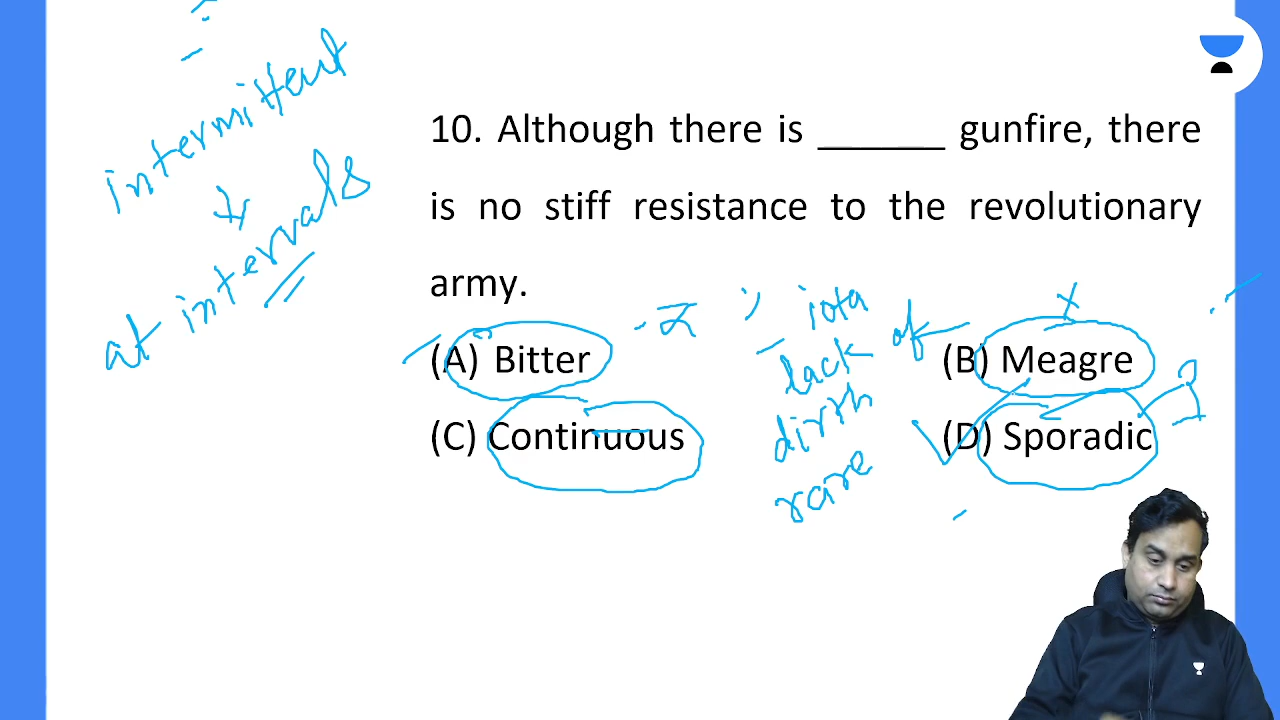 intermittent
at intervals
10. Although there is ______ gunfire, there
is no stiff resistance to the revolutionary
army.
(A) Bitter
(B) Meagre
(C) Continuous
(D) Sporadic
iota of
lack
dirth
rare